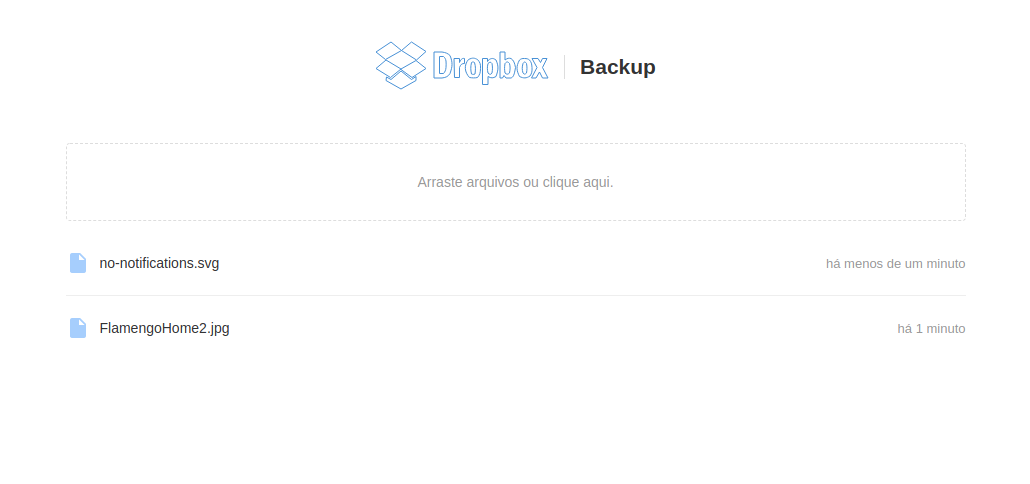 Dropbox | Backup
Arraste arquivos ou clique aqui.
no-notifications.svg há menos de um minuto
FlamengoHome2.jpg há 1 minuto